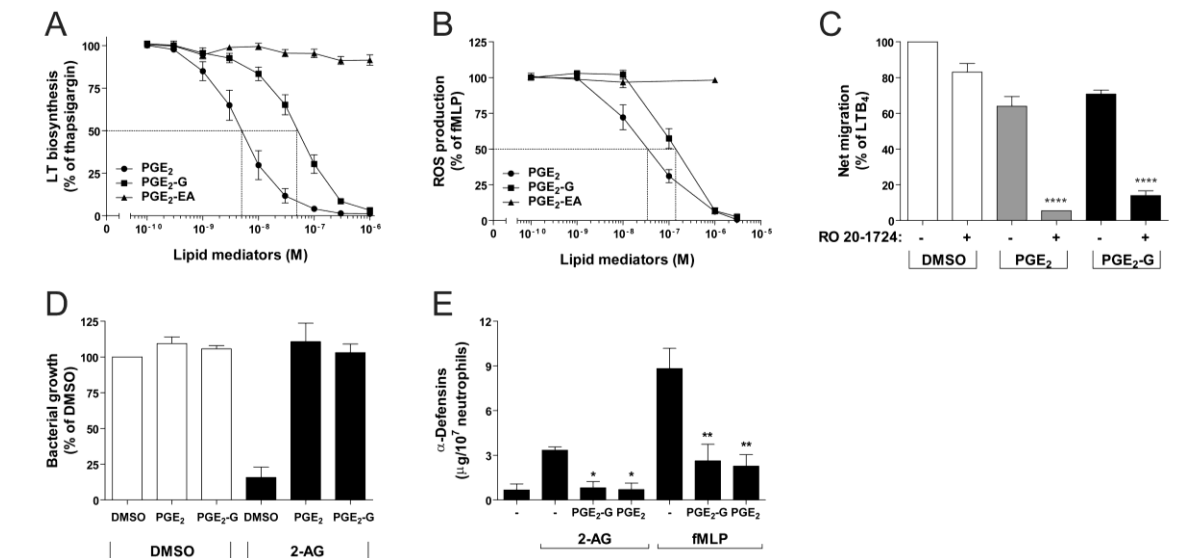 A
LT biosynthesis
(% of thapsigargin)
100
75
50
25
0
PGE₂
PGE₂-G
PGE₂-EA
0 10⁻¹⁰ 10⁻⁹ 10⁻⁸ 10⁻⁷ 10⁻⁶
Lipid mediators (M)
B
ROS production
(% of fMLP)
125
100
75
50
25
0
PGE₂
PGE₂-G
PGE₂-EA
0 10⁻¹⁰ 10⁻⁹ 10⁻⁸ 10⁻⁷ 10⁻⁶ 10⁻⁵
Lipid mediators (M)
C
Net migration
(% of LTB₄)
100
80
60
40
20
0
****
****
RO 20-1724: - + - + - +
DMSO PGE₂ PGE₂-G
D
Bacterial growth
(% of DMSO)
125
100
75
50
25
0
DMSO PGE₂ PGE₂-G DMSO PGE₂ PGE₂-G
DMSO 2-AG
E
α-Defensins
(μg/10⁷ neutrophils)
12
9
6
3
0
* * ** **
- - PGE₂-G PGE₂ - PGE₂-G PGE₂
2-AG fMLP